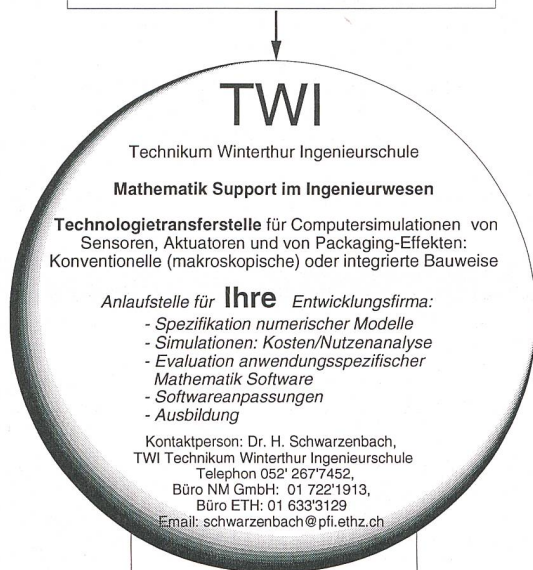 TWI
Technikum Winterthur Ingenieurschule
Mathematik Support im Ingenieurwesen
Technologietransferstelle für Computersimulationen von
Sensoren, Aktuatoren und von Packaging-Effekten:
Konventionelle (makroskopische) oder integrierte Bauweise
Anlaufstelle für Ihre Entwicklungsfirma:
- Spezifikation numerischer Modelle
- Simulationen: Kosten/Nutzenanalyse
- Evaluation anwendungsspezifischer
Mathematik Software
- Softwareanpassungen
- Ausbildung
Kontaktperson: Dr. H. Schwarzenbach,
TWI Technikum Winterthur Ingenieurschule
Telephon 052' 267'7452,
Büro NM GmbH: 01 722'1913,
Büro ETH: 01 633'3129
Email: schwarzenbach@pfi.ethz.ch